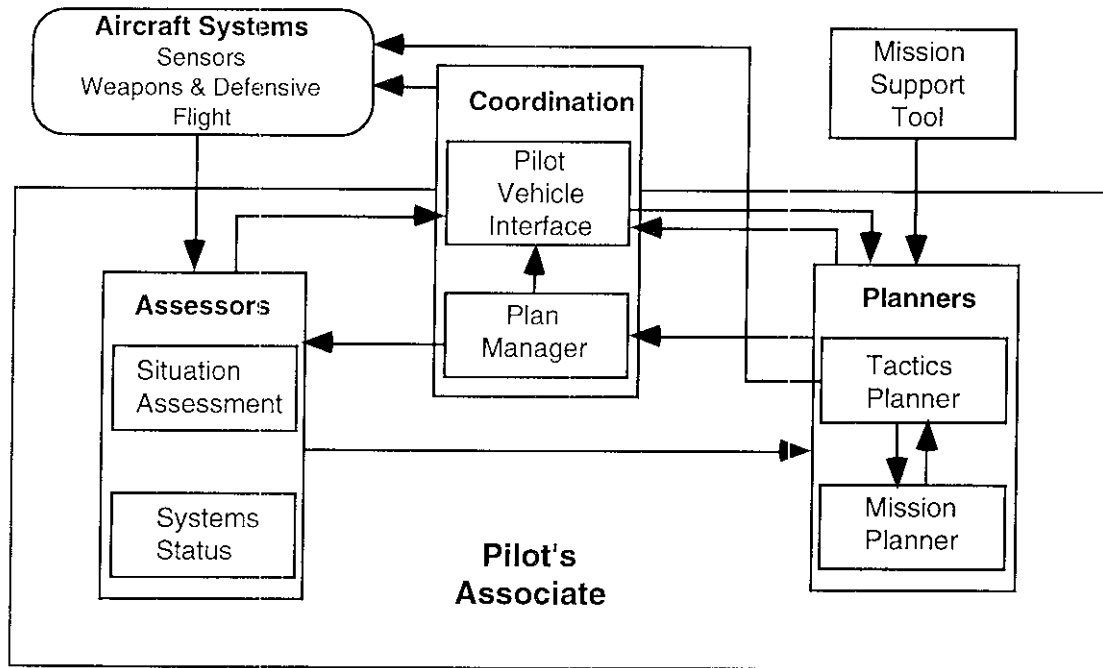 Aircraft Systems
Sensors
Weapons & Defensive
Flight
Mission
Support
Tool
Coordination
Pilot
Vehicle
Interface
Plan
Manager
Assessors
Situation
Assessment
Systems
Status
Planners
Tactics
Planner
Mission
Planner
Pilot's
Associate